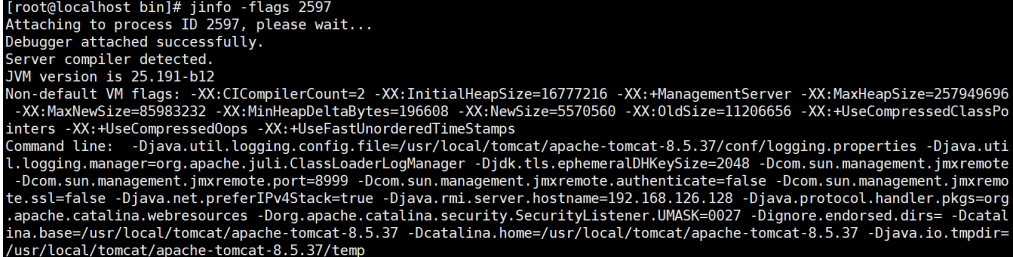 [root@localhost bin]# jinfo -flags 2597
Attaching to process ID 2597, please wait...
Debugger attached successfully.
Server compiler detected.
JVM version is 25.191-b12
Non-default VM flags: -XX:CICompilerCount=2 -XX:InitialHeapSize=16777216 -XX:+ManagementServer -XX:MaxHeapSize=257949696
 -XX:MaxNewSize=85983232 -XX:MinHeapDeltaBytes=196608 -XX:NewSize=5570560 -XX:OldSize=11206656 -XX:+UseCompressedClassPo
inters -XX:+UseCompressedOops -XX:+UseFastUnorderedTimeStamps
Command line:  -Djava.util.logging.config.file=/usr/local/tomcat/apache-tomcat-8.5.37/conf/logging.properties -Djava.uti
l.logging.manager=org.apache.juli.ClassLoaderLogManager -Djdk.tls.ephemeralDHKeySize=2048 -Dcom.sun.management.jmxremote
 -Dcom.sun.management.jmxremote.port=8999 -Dcom.sun.management.jmxremote.authenticate=false -Dcom.sun.management.jmxremo
te.ssl=false -Djava.net.preferIPv4Stack=true -Djava.rmi.server.hostname=192.168.126.128 -Djava.protocol.handler.pkgs=org
.apache.catalina.webresources -Dorg.apache.catalina.security.SecurityListener.UMASK=0027 -Dignore.endorsed.dirs= -Dcatal
ina.base=/usr/local/tomcat/apache-tomcat-8.5.37 -Dcatalina.home=/usr/local/tomcat/apache-tomcat-8.5.37 -Djava.io.tmpdir=
/usr/local/tomcat/apache-tomcat-8.5.37/temp